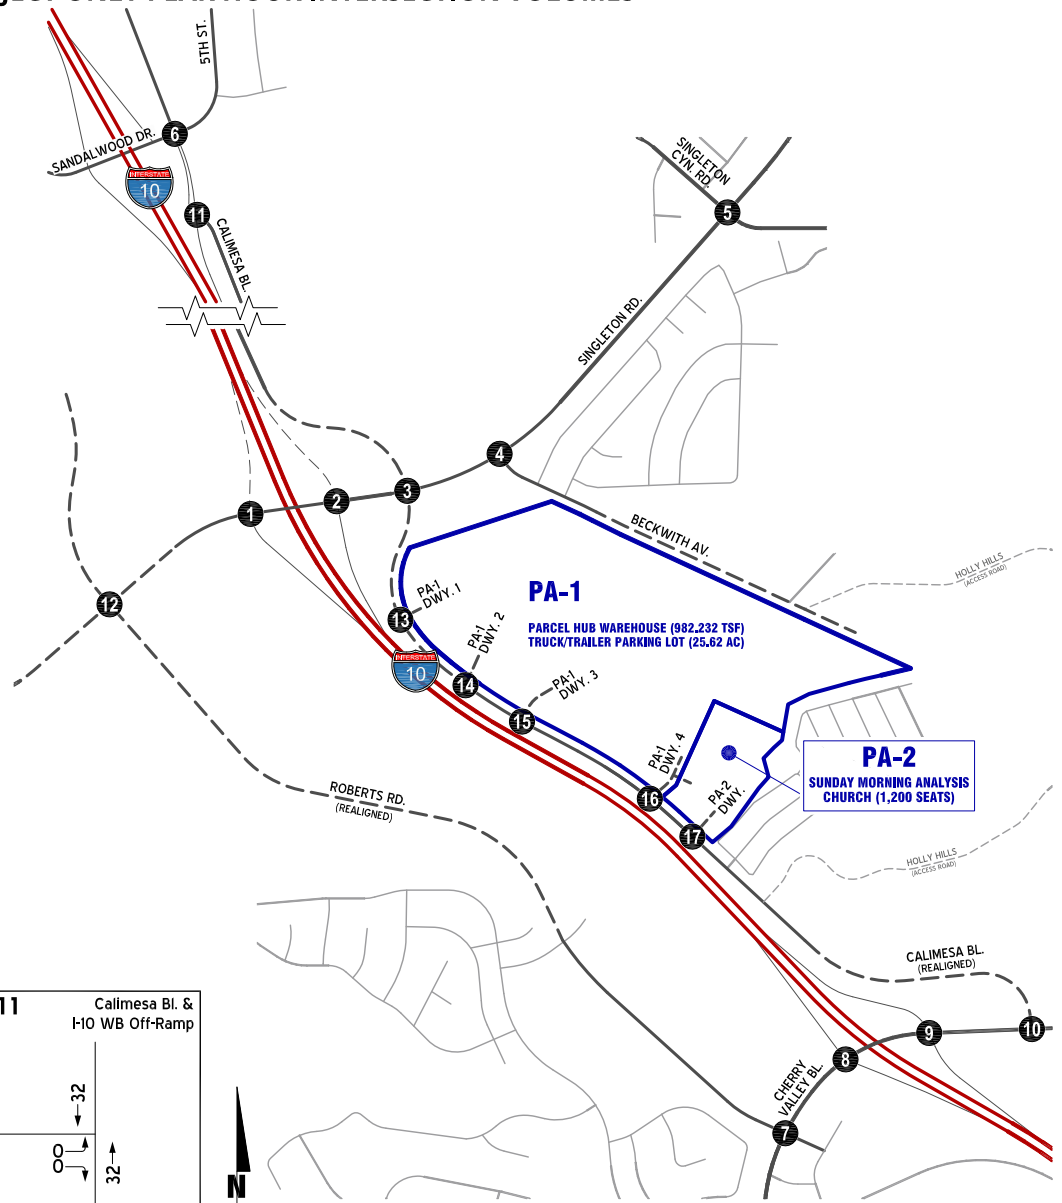 5TH ST.
SANDALWOOD DR.
6
INTERSTATE
10
11
CALIMESA BL.
SINGLETON
CYN. RD.
5
SINGLETON RD.
4
3
2
1
BECKWITH AV.
HOLLY HILLS
(ACCESS ROAD)
12
13
PA-1
DWY. 1
PA-1
DWY. 2
PA-1
PARCEL HUB WAREHOUSE (982.232 TSF)
TRUCK/TRAILER PARKING LOT (25.62 AC)
INTERSTATE
10
14
PA-1
DWY. 3
15
PA-1
DWY. 4
16
PA-2
DWY.
17
PA-2
SUNDAY MORNING ANALYSIS
CHURCH (1,200 SEATS)
ROBERTS RD.
(REALIGNED)
HOLLY HILLS
(ACCESS ROAD)
CALIMESA BL.
(REALIGNED)
10
9
8
CHERRY
VALLEY BL.
7
11
Calimesa Bl. &
I-10 WB Off-Ramp
32
0
0
32
N